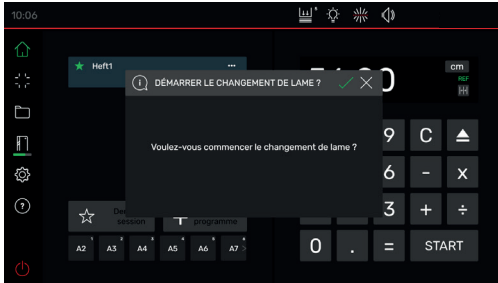 10:06
Heft1
...
cm
REF
DÉMARRER LE CHANGEMENT DE LAME ?
Voulez-vous commencer le changement de lame ?
9 C
6 - x
3 + ÷
0 . = START
session
programme
A2 A3 A4 A5 A6 A7